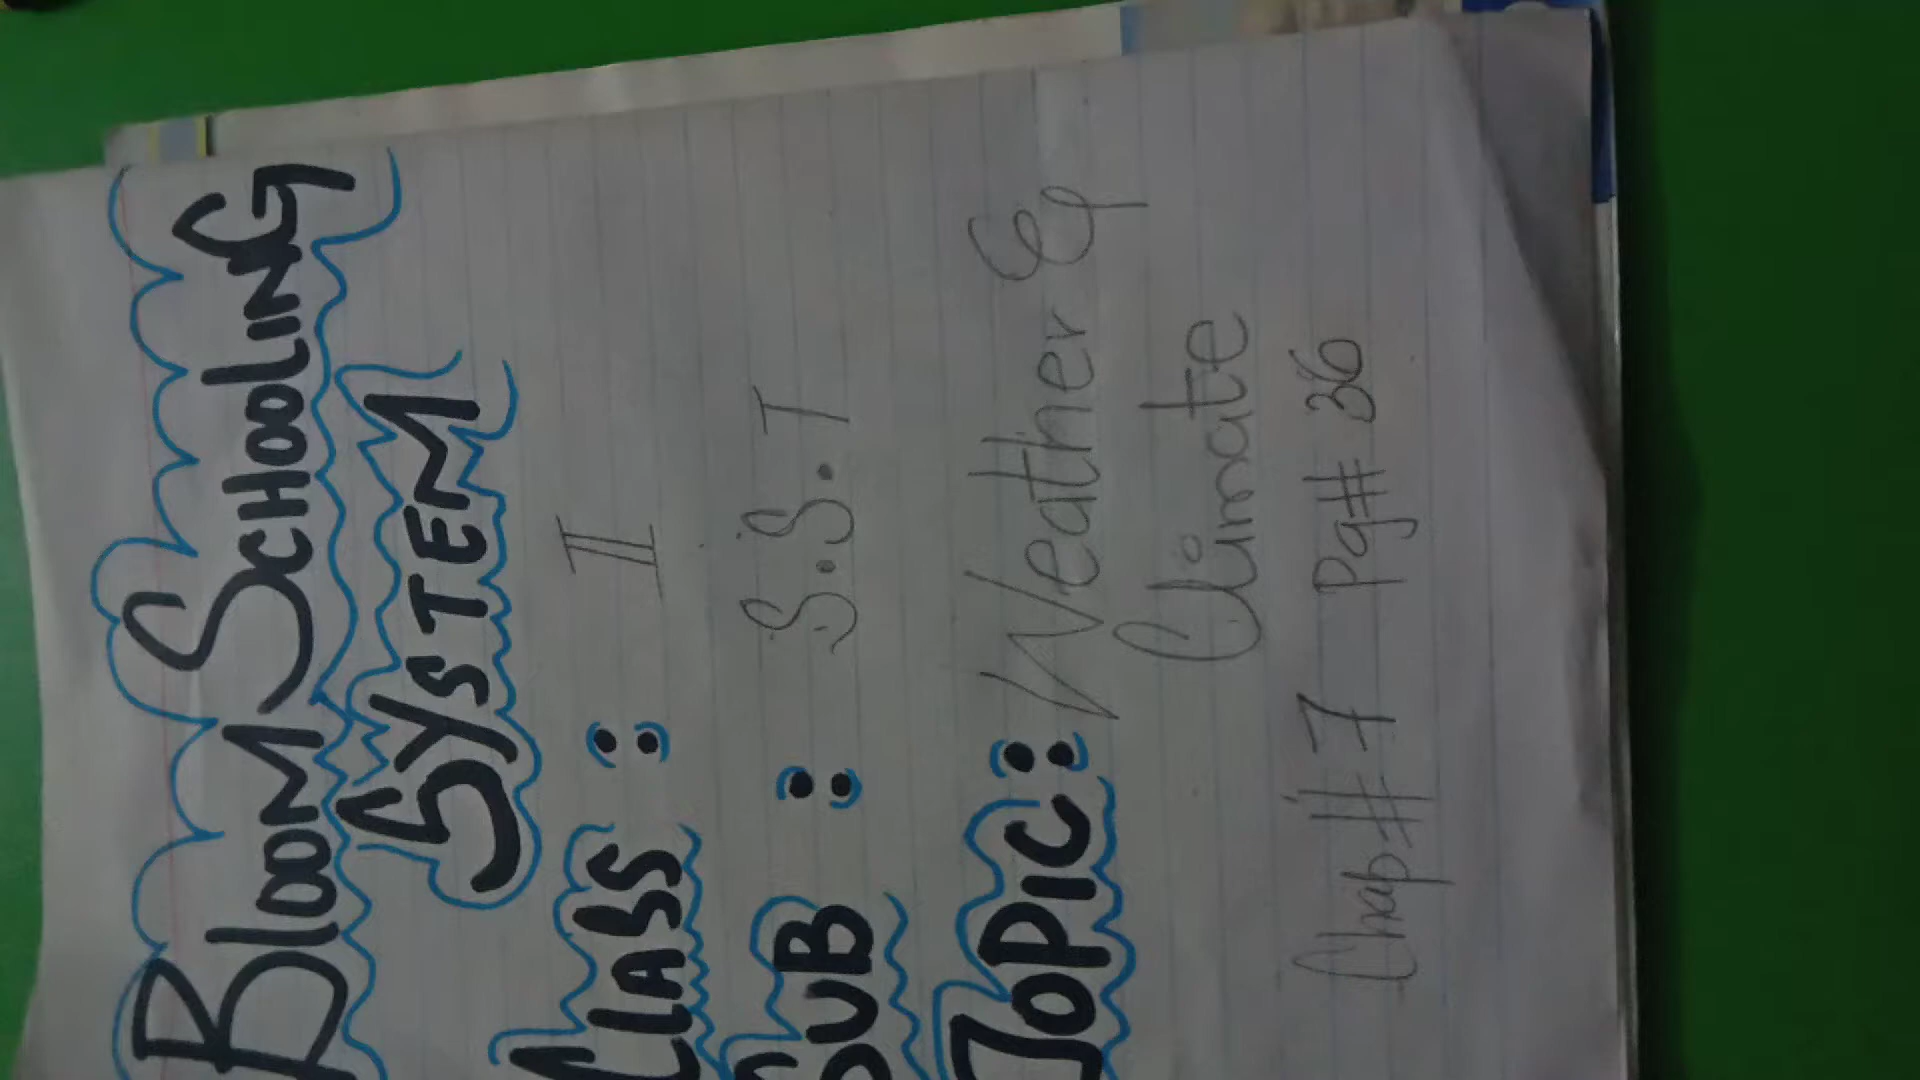 BlooM SCHoolING
SYSTEM
Class : II
SUB : S.S.T
TOPIC : Weather &
Climate
Chap# 7 Pg# 36